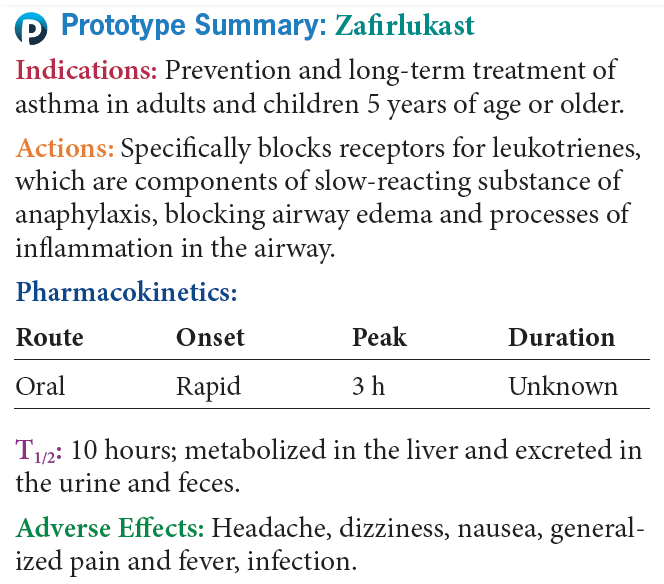 P Prototype Summary: Zafirlukast
Indications: Prevention and long-term treatment of
asthma in adults and children 5 years of age or older.
Actions: Specifically blocks receptors for leukotrienes,
which are components of slow-reacting substance of
anaphylaxis, blocking airway edema and processes of
inflammation in the airway.
Pharmacokinetics:
Route Onset Peak Duration
Oral Rapid 3 h Unknown
T1/2: 10 hours; metabolized in the liver and excreted in
the urine and feces.
Adverse Effects: Headache, dizziness, nausea, general-
ized pain and fever, infection.